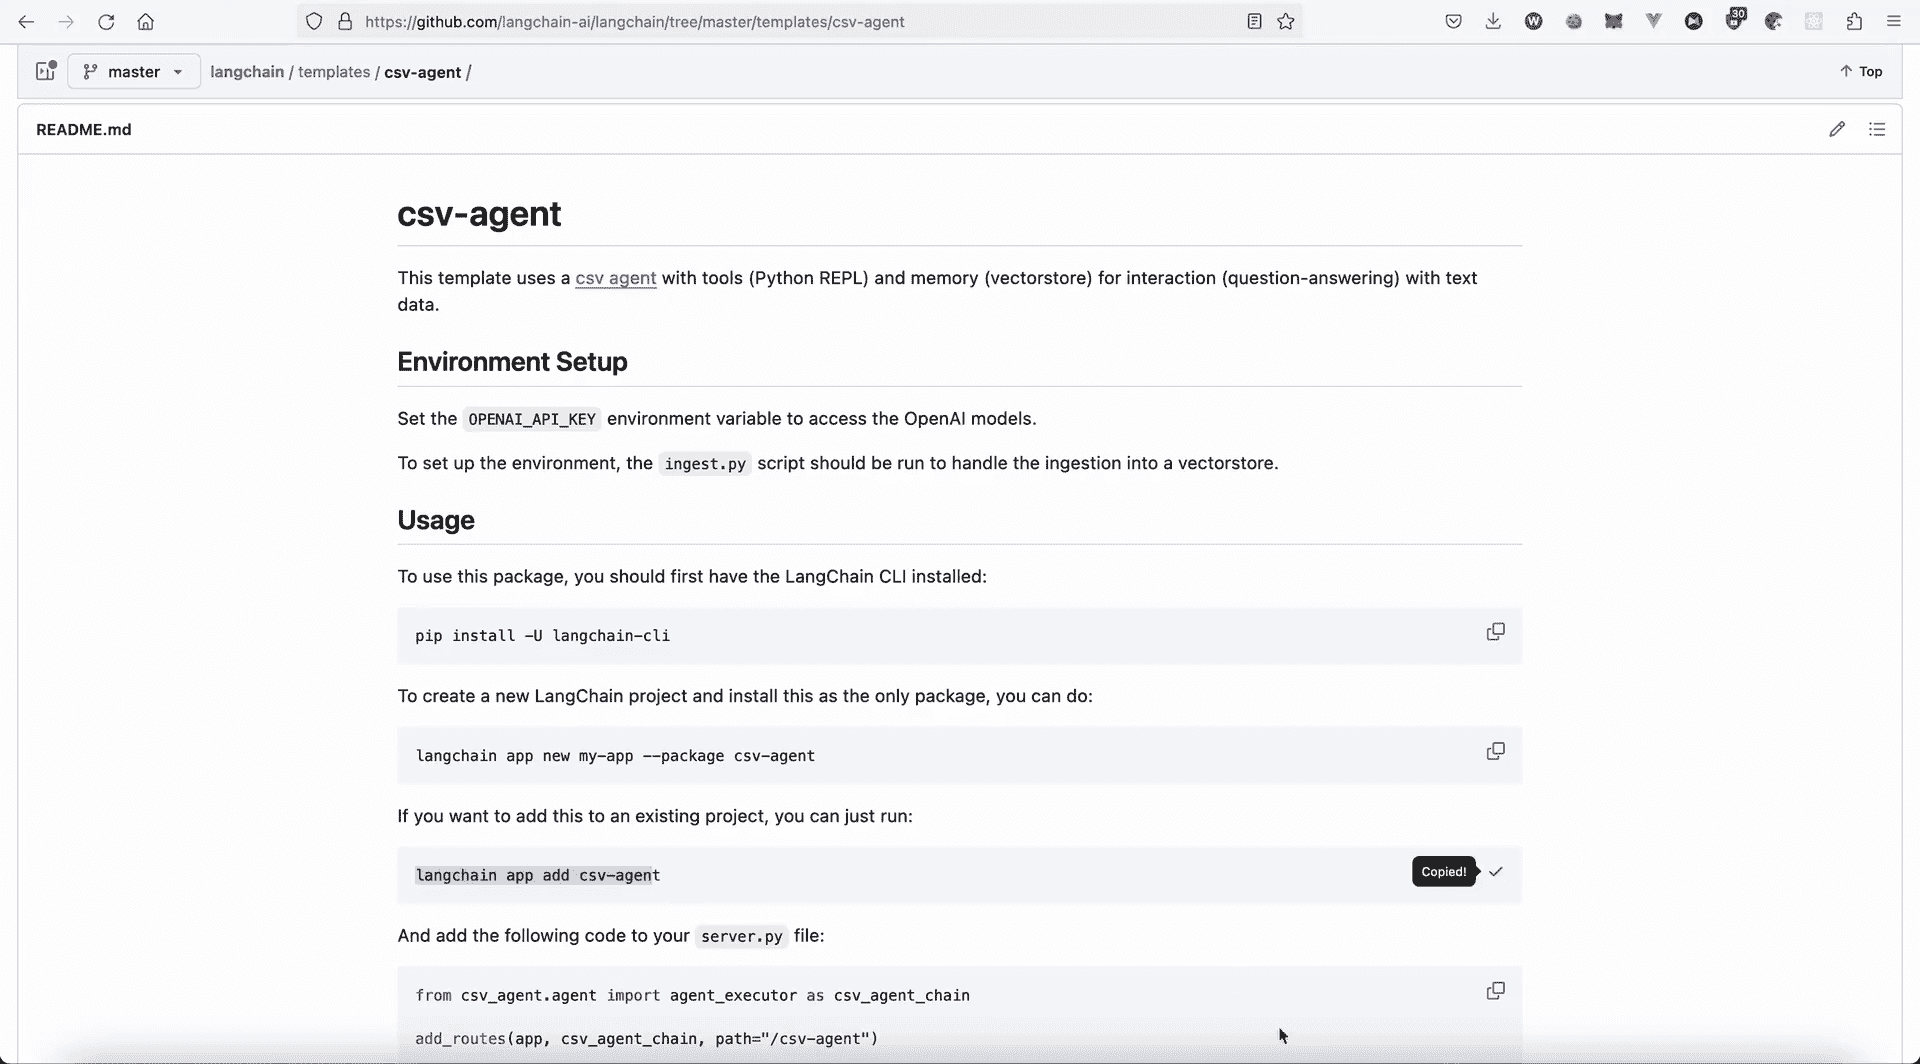 https://github.com/langchain-ai/langchain/tree/master/templates/csv-agent
30
master
langchain / templates / csv-agent /
Top
README.md
csv-agent
This template uses a csv agent with tools (Python REPL) and memory (vectorstore) for interaction (question-answering) with text
data.
Environment Setup
Set the OPENAI_API_KEY environment variable to access the OpenAI models.
To set up the environment, the ingest.py script should be run to handle the ingestion into a vectorstore.
Usage
To use this package, you should first have the LangChain CLI installed:
pip install -U langchain-cli
To create a new LangChain project and install this as the only package, you can do:
langchain app new my-app --package csv-agent
If you want to add this to an existing project, you can just run:
langchain app add csv-agent
Copied!
And add the following code to your server.py file:
from csv_agent.agent import agent_executor as csv_agent_chain
add_routes(app, csv_agent_chain, path="/csv-agent")